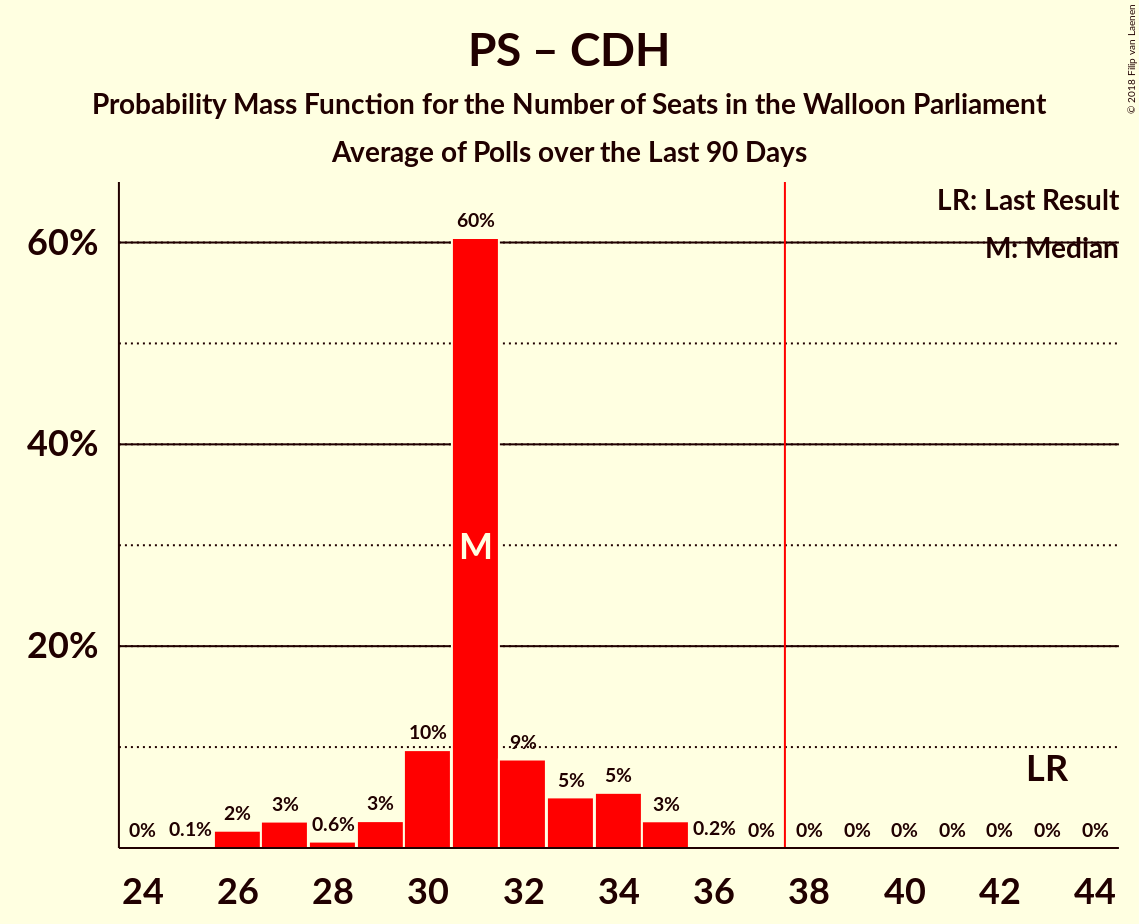 PS – CDH
Probability Mass Function for the Number of Seats in the Walloon Parliament
Average of Polls over the Last 90 Days
© 2018 Filip van Laenen
LR: Last Result
M: Median
60%
40%
20%
0% 0.1% 2% 3% 0.6% 3% 10% 60% 9% 5% 5% 3% 0.2% 0% 0% 0% 0% 0% 0% 0% 0%
M
LR
24 26 28 30 32 34 36 38 40 42 44